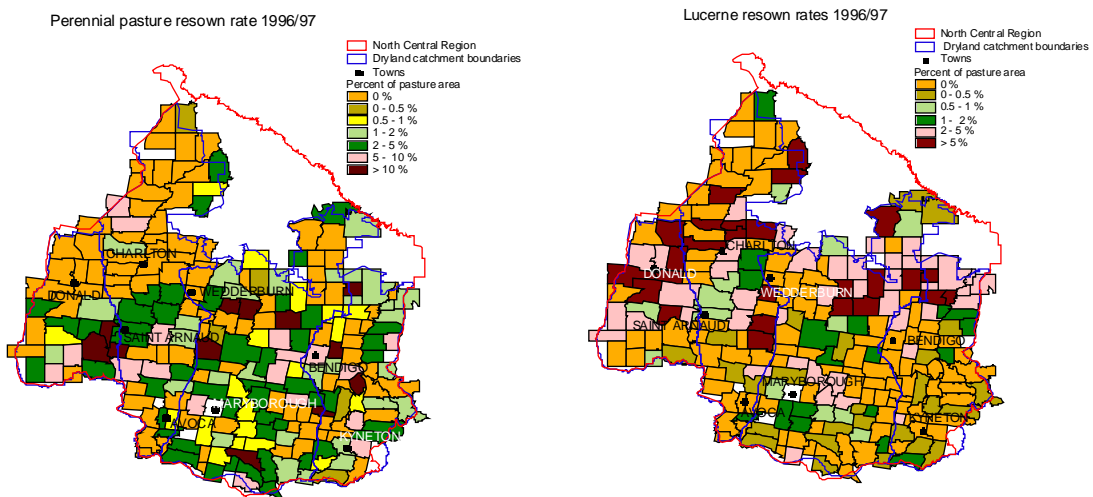 Perennial pasture resown rate 1996/97
North Central Region
Dryland catchment boundaries
Towns
Percent of pasture area
0 %
0 - 0.5 %
0.5 - 1 %
1 - 2 %
2 - 5 %
5 - 10 %
> 10 %
CHARLTON
DONALD
WEDDERBURN
SAINT ARNAUD
BENDIGO
MARYBOROUGH
AVOCA
KYNETON
Lucerne resown rates 1996/97
North Central Region
Dryland catchment boundaries
Towns
Percent of pasture area
0 %
0 - 0.5 %
0.5 - 1 %
1 - 2 %
2 - 5 %
> 5 %
CHARLTON
DONALD
WEDDERBURN
SAINT ARNAUD
BENDIGO
MARYBOROUGH
AVOCA
KYNETON